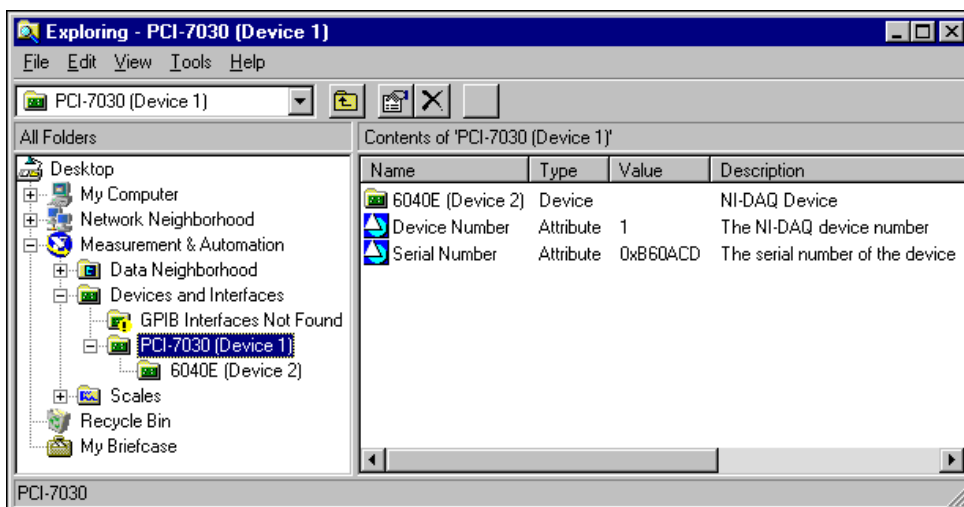 Exploring - PCI-7030 (Device 1)
File Edit View Tools Help
PCI-7030 (Device 1)
All Folders
Contents of 'PCI-7030 (Device 1)'
Desktop
My Computer
Network Neighborhood
Measurement & Automation
Data Neighborhood
Devices and Interfaces
GPIB Interfaces Not Found
PCI-7030 (Device 1)
6040E (Device 2)
Scales
Recycle Bin
My Briefcase
Name Type Value Description
6040E (Device 2) Device NI-DAQ Device
Device Number Attribute 1 The NI-DAQ device number
Serial Number Attribute 0xB60ACD The serial number of the device
PCI-7030